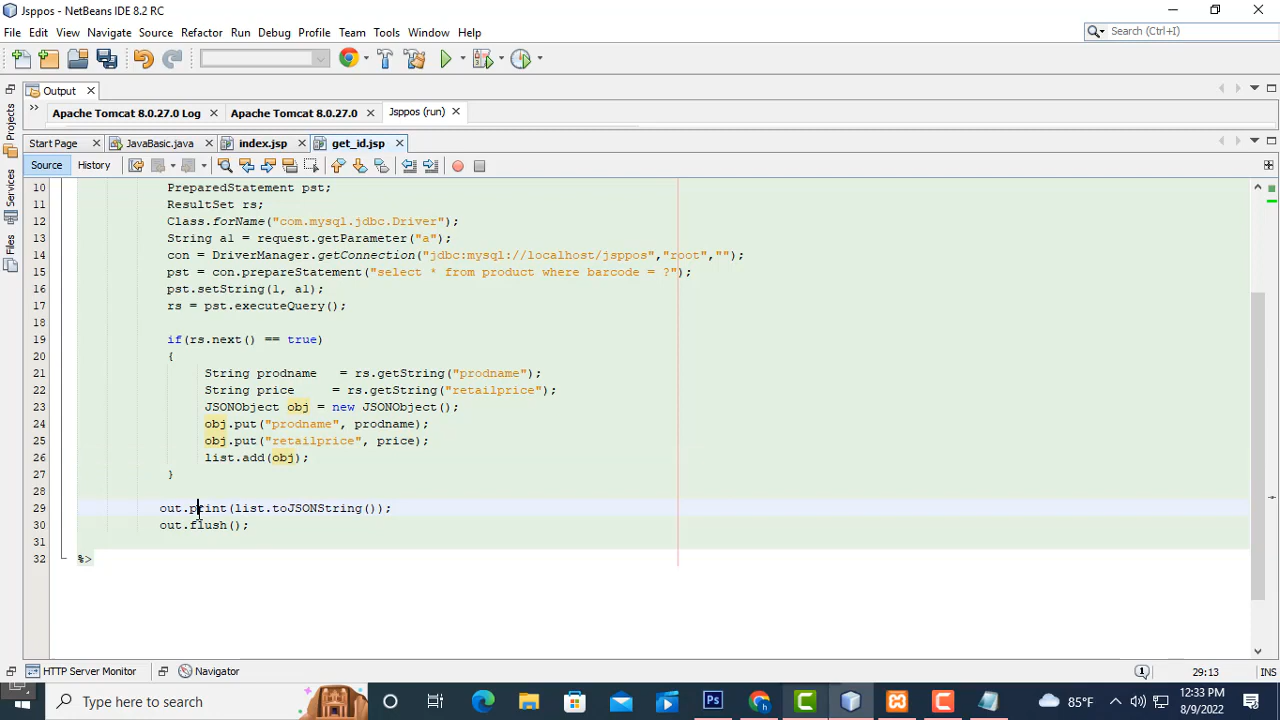 Jsppos - NetBeans IDE 8.2 RC
File Edit View Navigate Source Refactor Run Debug Profile Team Tools Window Help
Search (Ctrl+I)
Output
Apache Tomcat 8.0.27.0 Log Apache Tomcat 8.0.27.0 Jsppos (run)
Start Page JavaBasic.java index.jsp get_id.jsp
Source History
Projects
Services
Files
10 PreparedStatement pst;
11 ResultSet rs;
12 Class.forName("com.mysql.jdbc.Driver");
13 String a1 = request.getParameter("a");
14 con = DriverManager.getConnection("jdbc:mysql://localhost/jsppos","root","");
15 pst = con.prepareStatement("select * from product where barcode = ?");
16 pst.setString(1, a1);
17 rs = pst.executeQuery();
18
19 if(rs.next() == true)
20 {
21 String prodname = rs.getString("prodname");
22 String price = rs.getString("retailprice");
23 JSONObject obj = new JSONObject();
24 obj.put("prodname", prodname);
25 obj.put("retailprice", price);
26 list.add(obj);
27 }
28
29 out.print(list.toJSONString());
30 out.flush();
31
32 %>
HTTP Server Monitor Navigator
1 29:13 INS
Type here to search
Ps
85°F
12:33 PM
8/9/2022